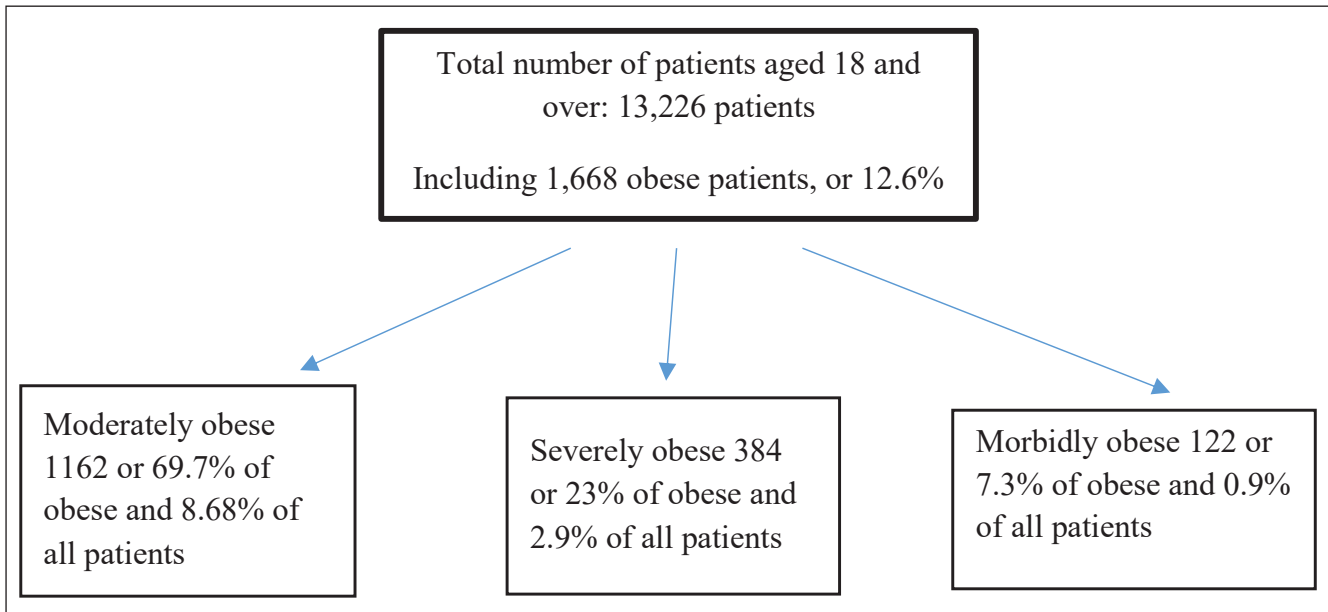 Total number of patients aged 18 and
over: 13,226 patients
Including 1,668 obese patients, or 12.6%
Moderately obese
1162 or 69.7% of
obese and 8.68% of
all patients
Severely obese 384
or 23% of obese and
2.9% of all patients
Morbidly obese 122 or
7.3% of obese and 0.9%
of all patients